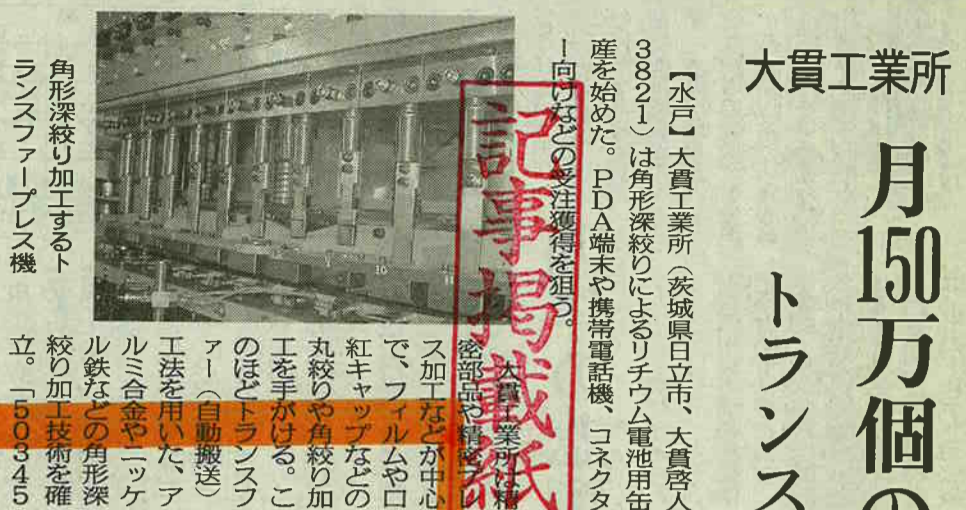 大貫工業所
月150万個の
トランス
【水戸】大貫工業所(茨城県日立市、大貫啓人
3821)は角形深絞りによるリチウム電池用缶
産を始めた。PDA端末や携帯電話機、コネクタ
ー向けなどの受注獲得を狙う。
大貫工業所は精
密部品や精密プレ
ス加工などが中心
で、フィルムや口
紅キャップなどの
丸絞りや角絞り加
工を手がける。こ
のほどトランスフ
ァー(自動搬送)
工法を用いた、ア
ルミ合金やニッケ
ル鉄などの角形深
絞り加工技術を確
立。「50345
角形深絞り加工するト
ランスファープレス機
記事掲載紙